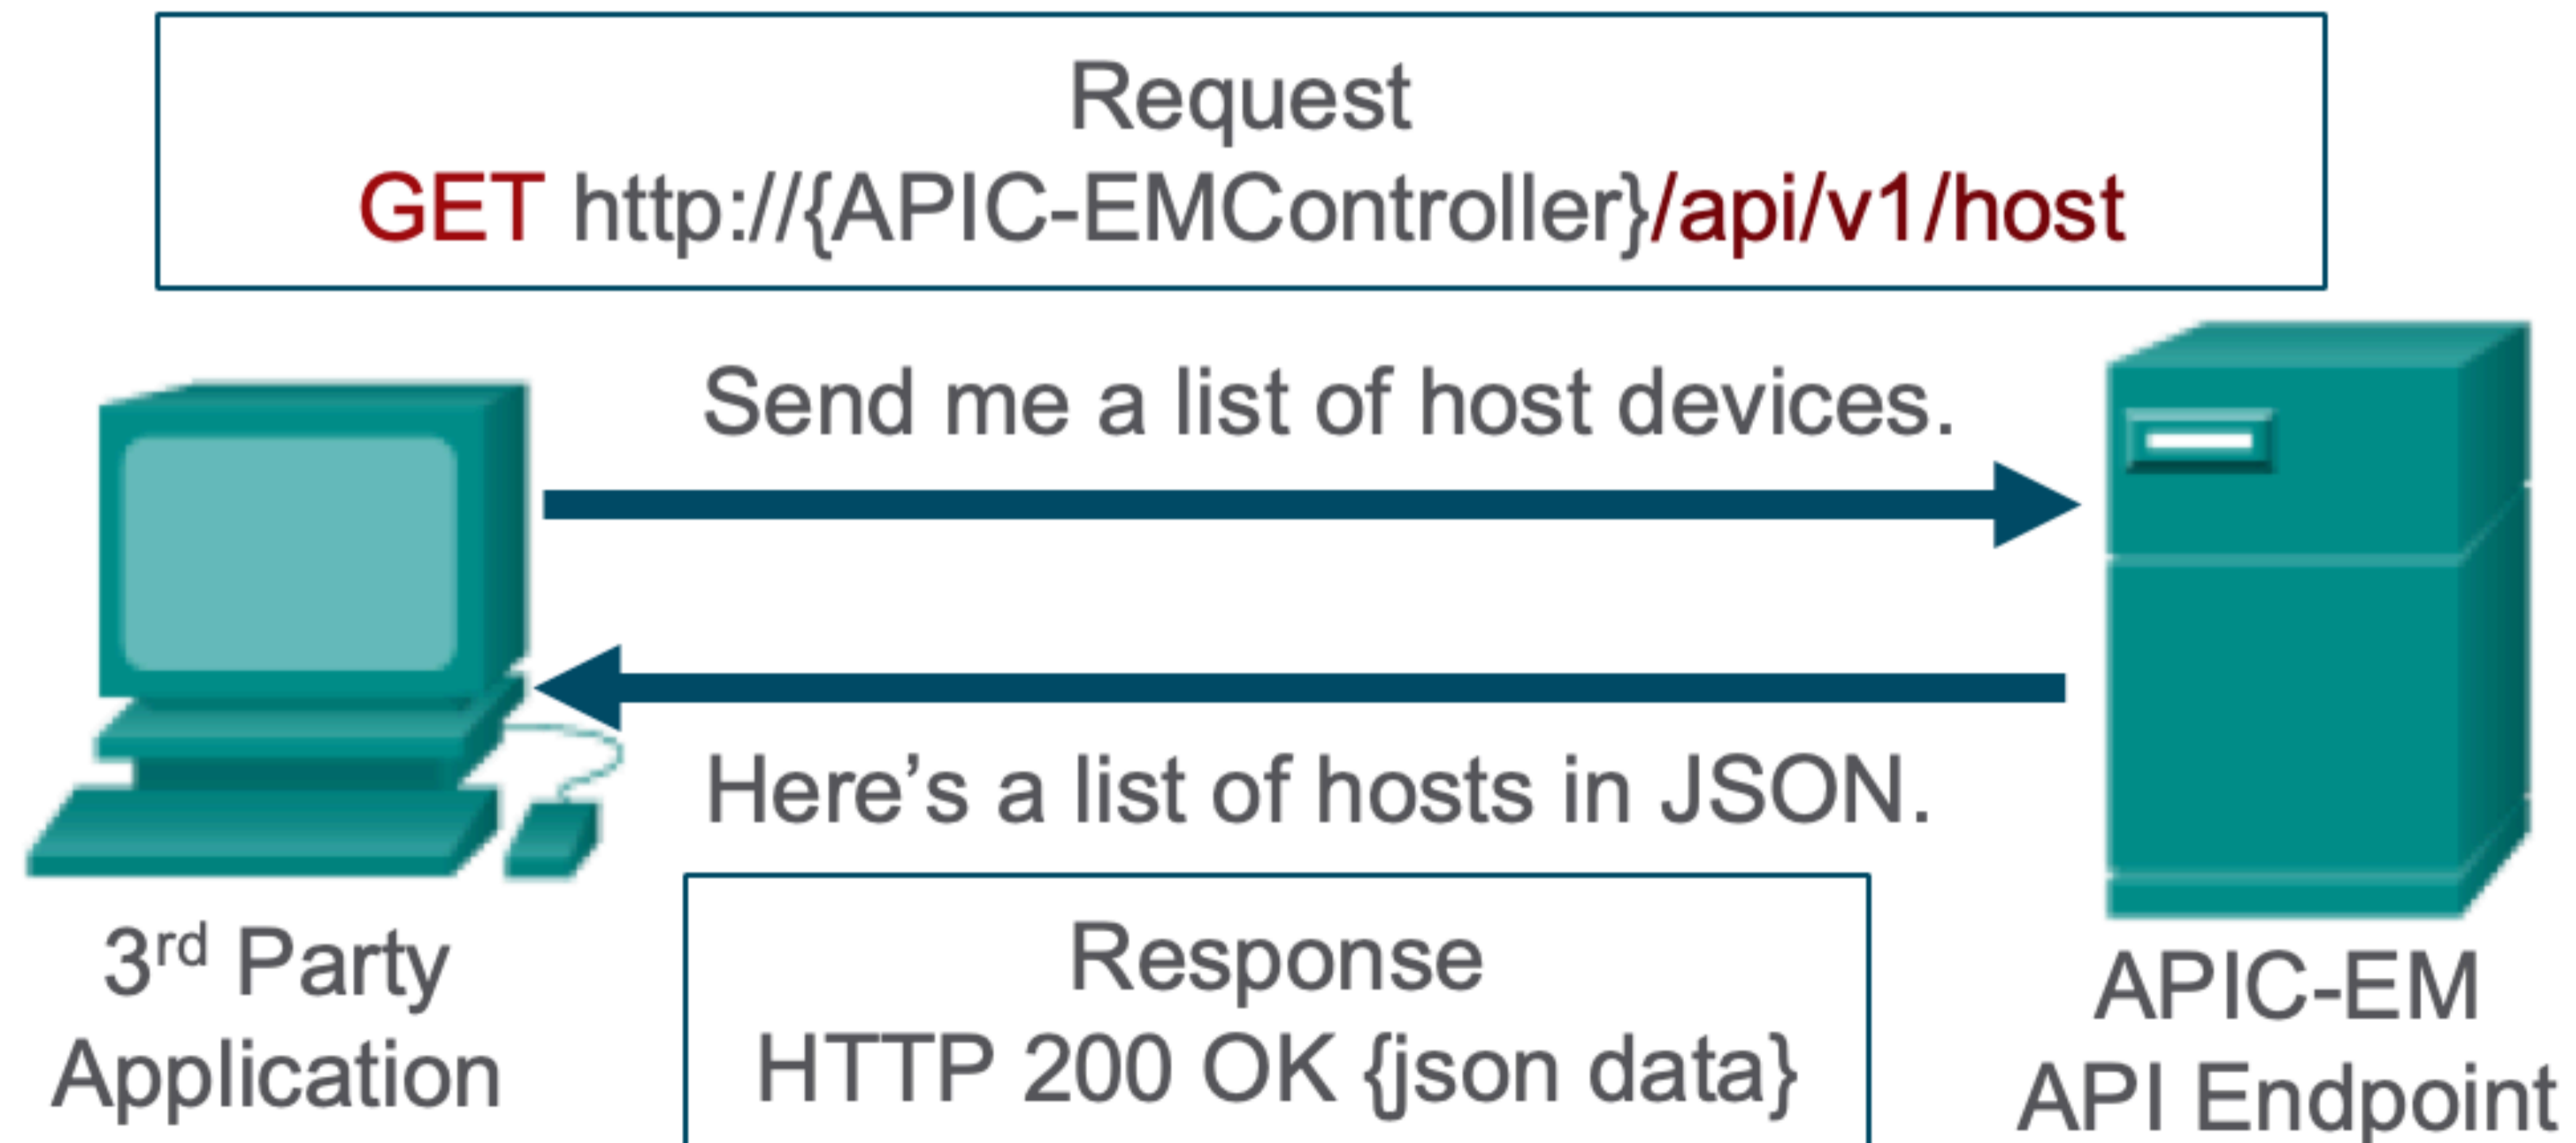 Request
GET http://{APIC-EMController}/api/v1/host
Send me a list of host devices.
Here’s a list of hosts in JSON.
Response
HTTP 200 OK {json data}
3rd Party
Application
APIC-EM
API Endpoint